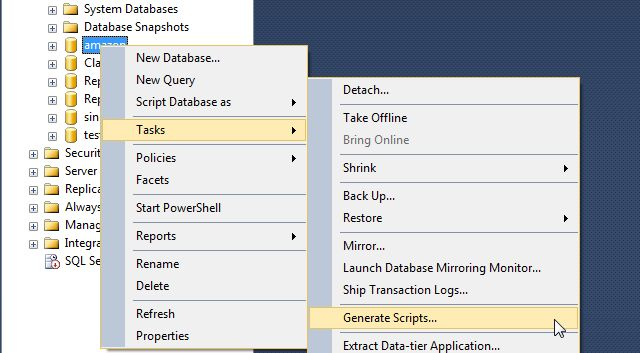 System Databases
Database Snapshots
amazon
Cla
Rep
Rep
sin
test
Securit
Server
Replica
Always
Manag
Integra
SQL Se
New Database...
New Query
Script Database as
Tasks
Policies
Facets
Start PowerShell
Reports
Rename
Delete
Refresh
Properties
Detach...
Take Offline
Bring Online
Shrink
Back Up...
Restore
Mirror...
Launch Database Mirroring Monitor...
Ship Transaction Logs...
Generate Scripts...
Extract Data-tier Application...